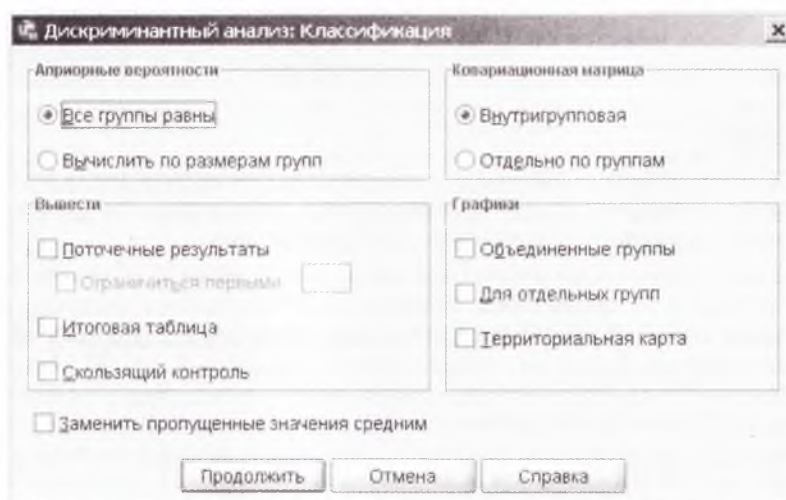 Дискриминантный анализ: Классификация
Априорные вероятности
Все группы равны
Вычислить по размерам групп
Ковариационная матрица
Внутригрупповая
Отдельно по группам
Вывести
Поточечные результаты
Ограничиться первыми
Итоговая таблица
Скользящий контроль
Графики
Объединенные группы
Для отдельных групп
Территориальная карта
Заменить пропущенные значения средним
Продолжить
Отмена
Справка